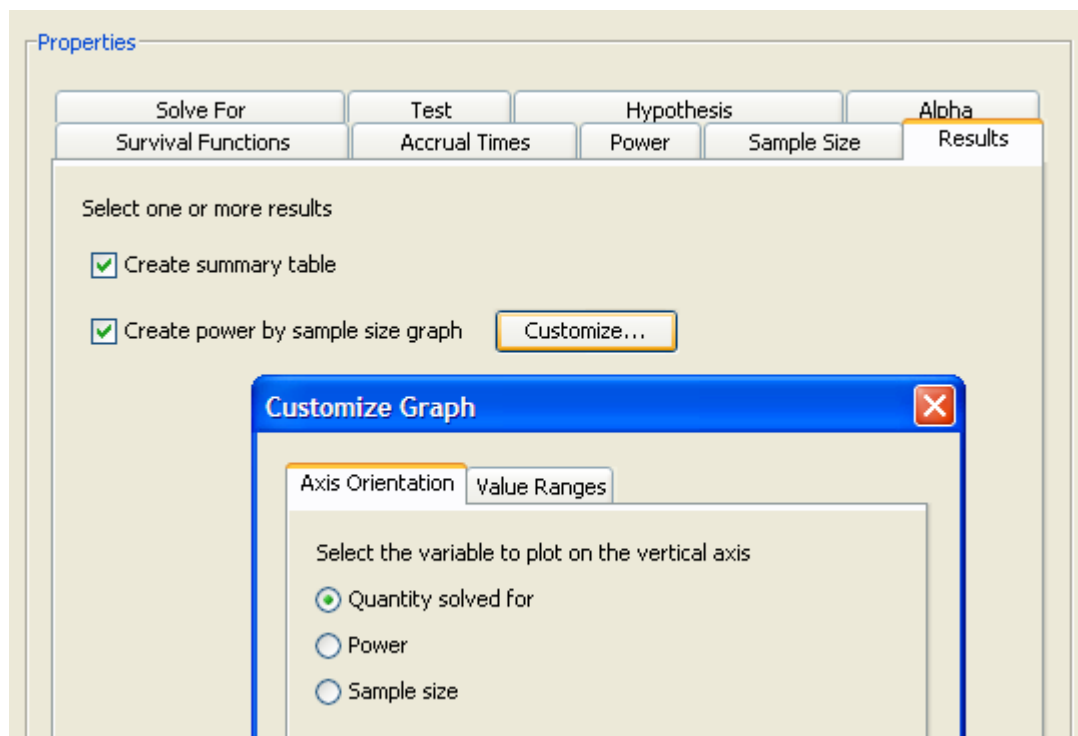 Properties
Solve For Test Hypothesis Alpha
Survival Functions Accrual Times Power Sample Size Results
Select one or more results
Create summary table
Create power by sample size graph Customize...
Customize Graph
Axis Orientation Value Ranges
Select the variable to plot on the vertical axis
Quantity solved for
Power
Sample size